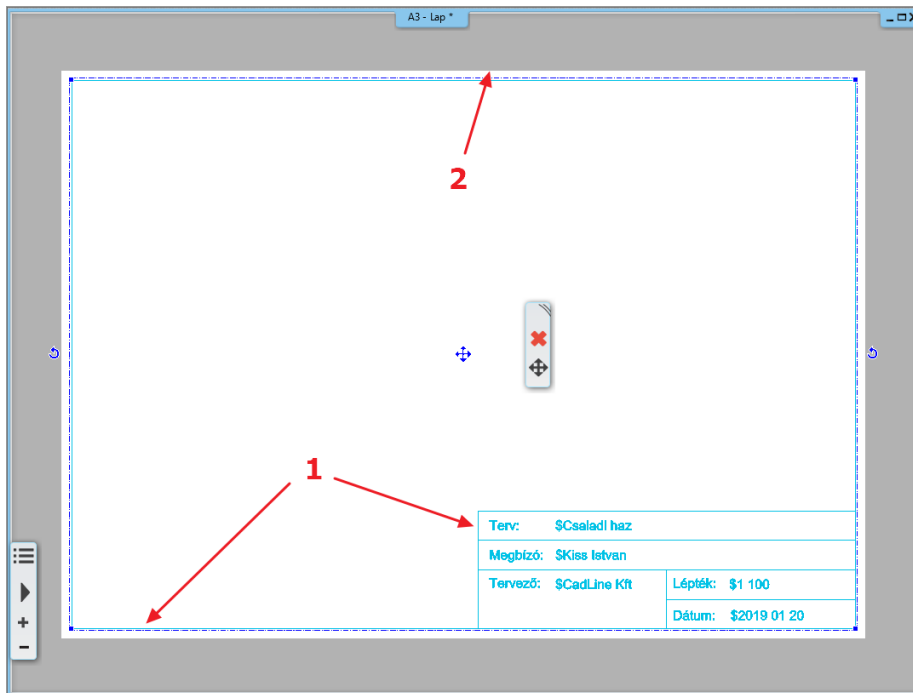 A3 - Lap *
2
1
Terv: $Csaladi haz
Megbízó: $Kiss Istvan
Tervező: $CadLine Kft
Lépték: $1 100
Dátum: $2019 01 20